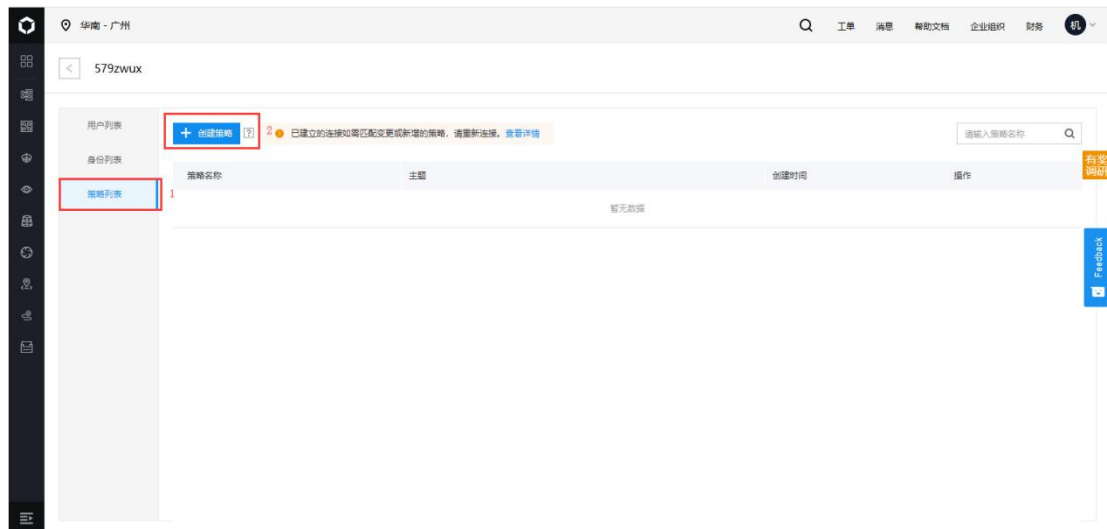 华南 - 广州
工单 消息 帮助文档 企业组织 财务 机
579zwux
用户列表
身份列表
策略列表
1
+ 创建策略 ?
2
已建立的连接如需匹配变更或新增的策略，请重新连接。查看详情
请输入策略名称
策略名称 主题 创建时间 操作
暂无数据
有奖
调研
Feedback